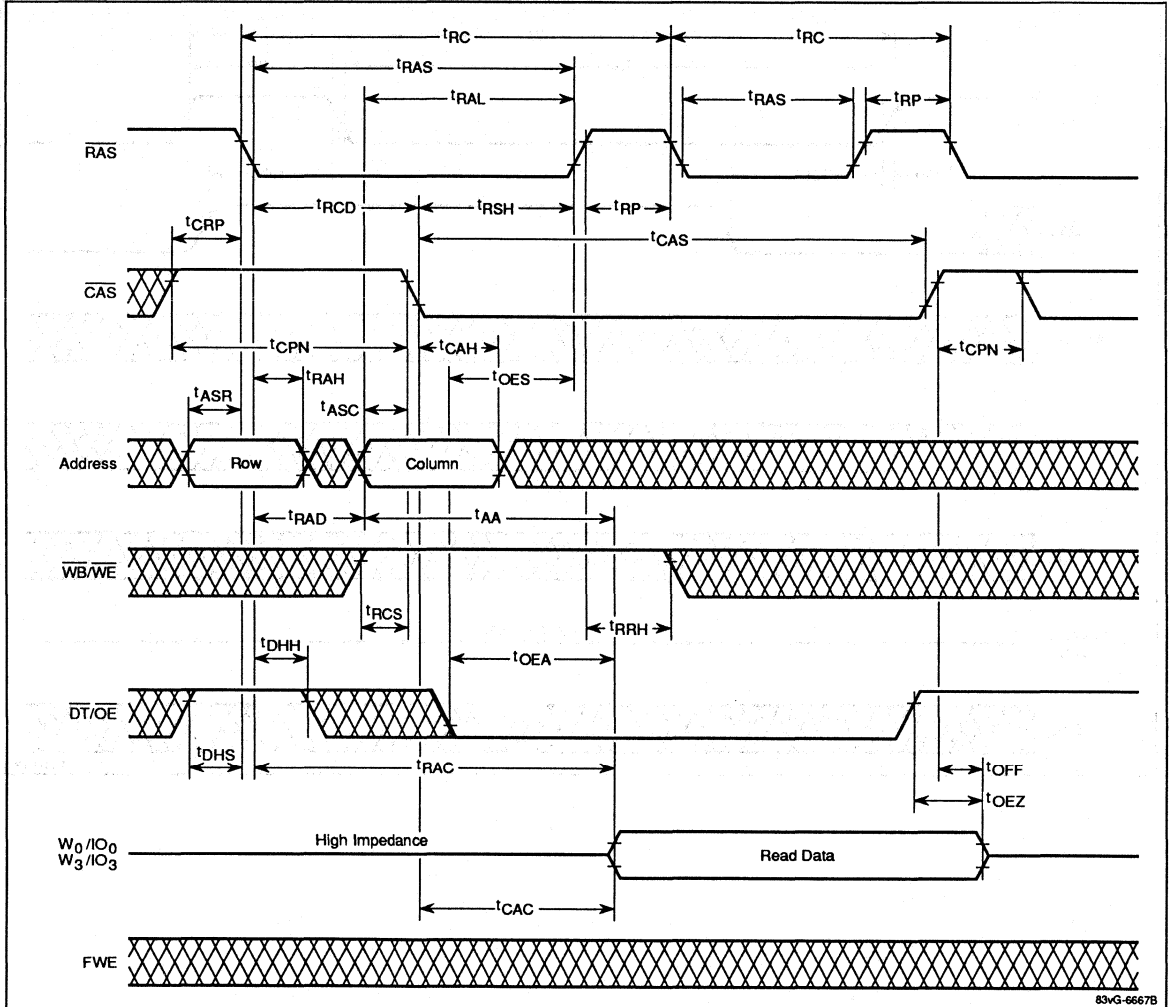 tRC tRC
tRAS
tRAL tRAS tRP
RAS
tRCD tRSH tRP
tCRP
tCAS
CAS
tCPN tCAH tCPN
tRAH tOES
tASR tASC
Address Row Column
tRAD tAA
WB/WE
tRCS tRRH
tDHH tOEA
DT/OE
tDHS tRAC tOFF
tOEZ
W0/IO0 High Impedance
W3/IO3 Read Data
tCAC
FWE
83vG-6667B